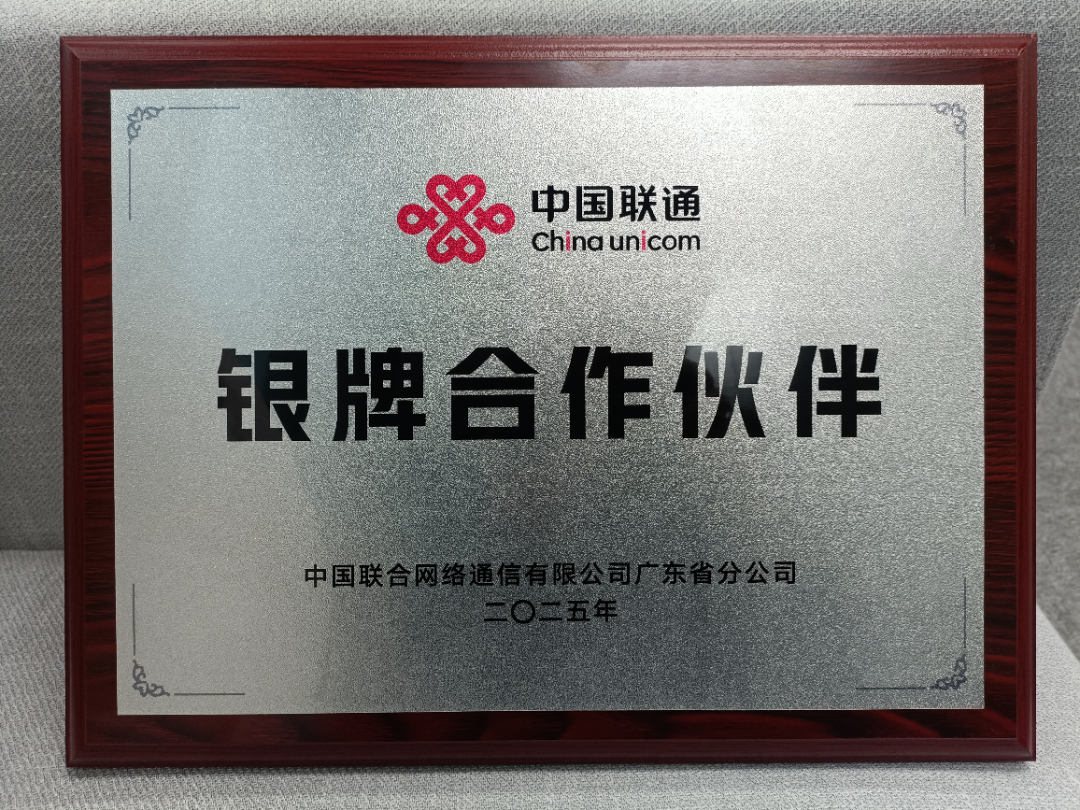 中国联通
China unicom
银牌合作伙伴
中国联合网络通信有限公司广东省分公司
二〇二五年